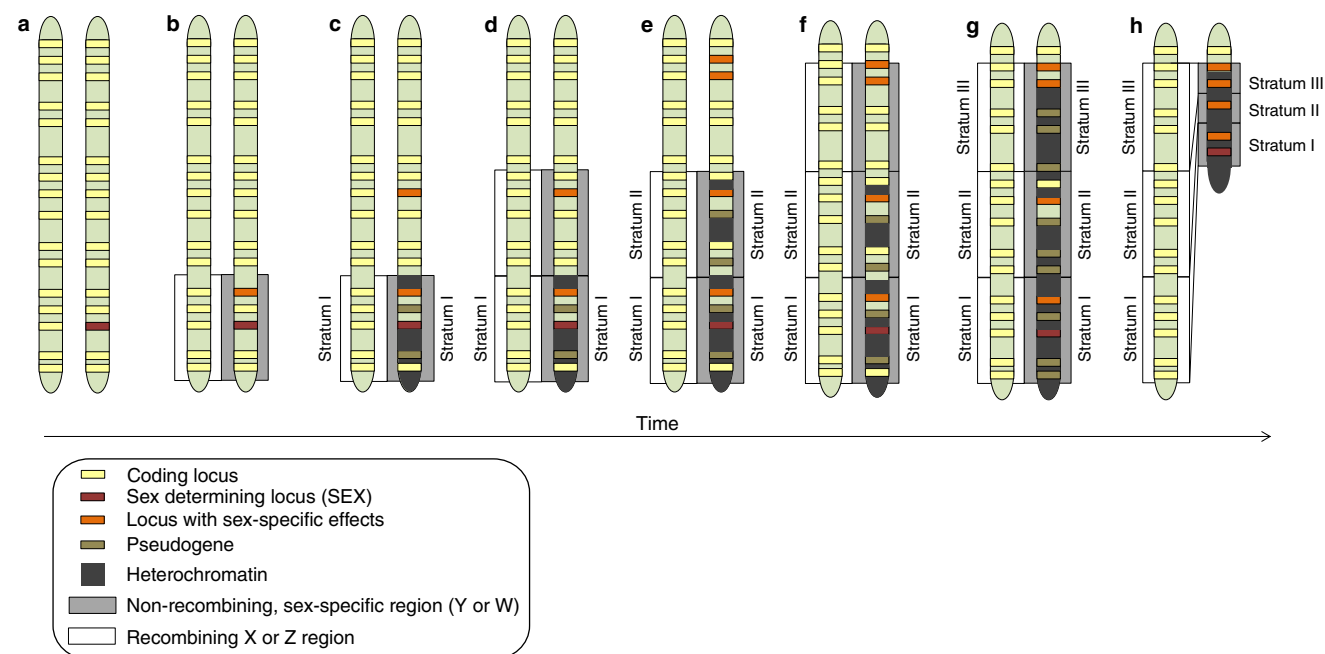 a
b
c
d
e
f
g
h
Stratum I
Stratum I
Stratum I
Stratum I
Stratum II
Stratum I
Stratum II
Stratum I
Stratum II
Stratum I
Stratum II
Stratum I
Stratum III
Stratum II
Stratum I
Stratum III
Stratum II
Stratum I
Stratum III
Stratum II
Stratum I
Stratum III
Stratum II
Stratum I
Time
Coding locus
Sex determining locus (SEX)
Locus with sex-specific effects
Pseudogene
Heterochromatin
Non-recombining, sex-specific region (Y or W)
Recombining X or Z region